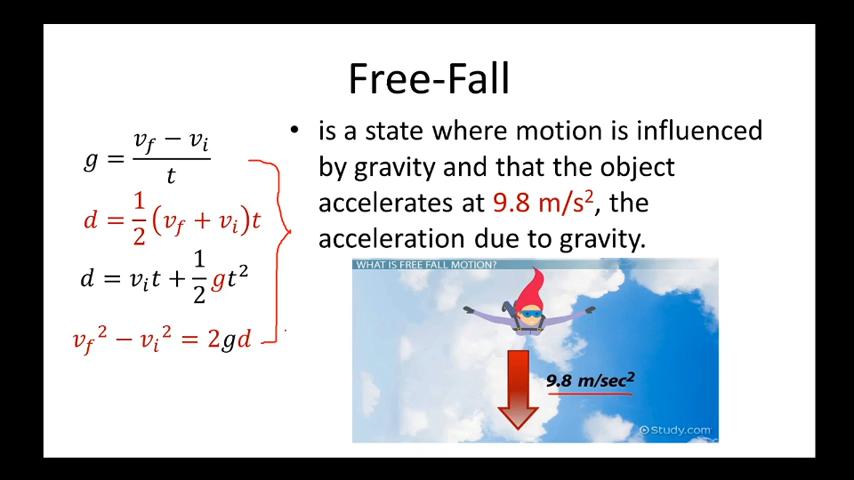 Free-Fall
g = (v_f − v_i) / t
d = 1/2 (v_f + v_i)t
d = v_i t + 1/2 gt²
v_f² − v_i² = 2gd
• is a state where motion is influenced
by gravity and that the object
accelerates at 9.8 m/s², the
acceleration due to gravity.
WHAT IS FREE FALL MOTION?
9.8 m/sec²
Study.com